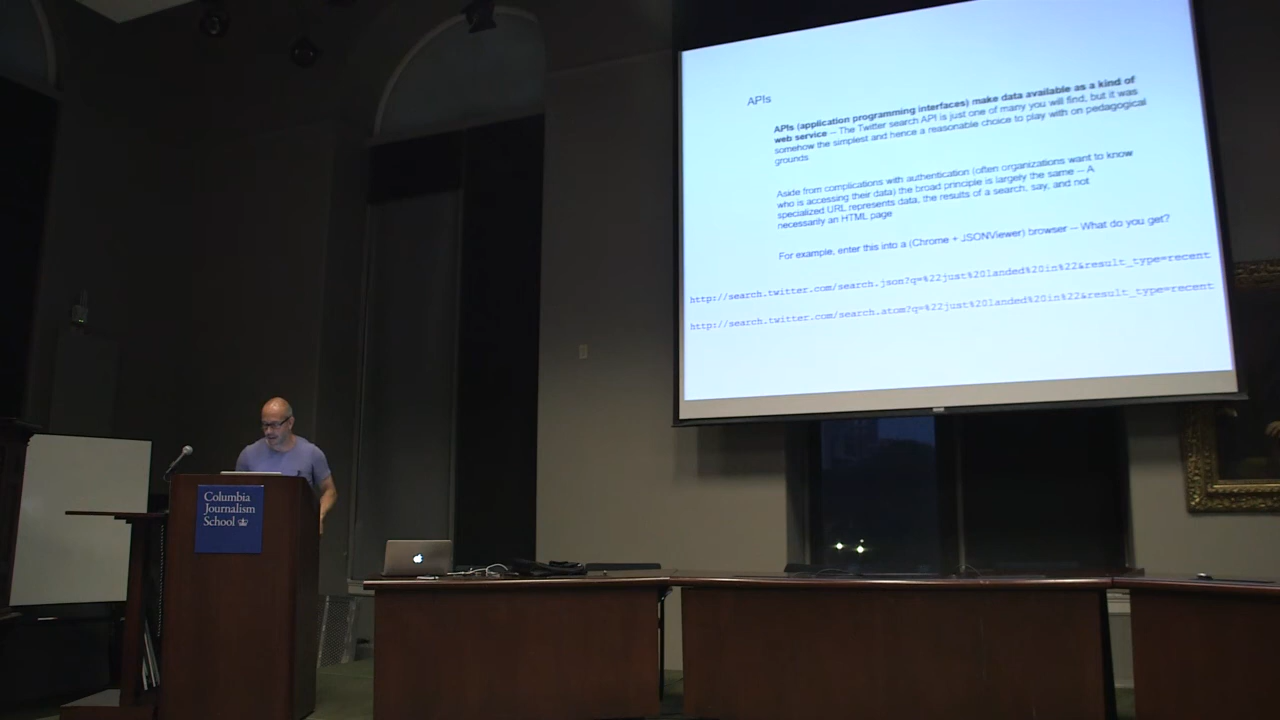 APIs
APIs (application programming interfaces) make data available as a kind of
web service -- The Twitter search API is just one of many you will find, but it was
somehow the simplest and hence a reasonable choice to play with on pedagogical
grounds
Aside from complications with authentication (often organizations want to know
who is accessing their data) the broad principle is largely the same -- A
specialized URL represents data, the results of a search, say, and not
necessarily an HTML page
For example, enter this into a (Chrome + JSONViewer) browser -- What do you get?
http://search.twitter.com/search.json?q=%22just%20landed%20in%22&result_type=recent
http://search.twitter.com/search.atom?q=%22just%20landed%20in%22&result_type=recent
Columbia
Journalism
School